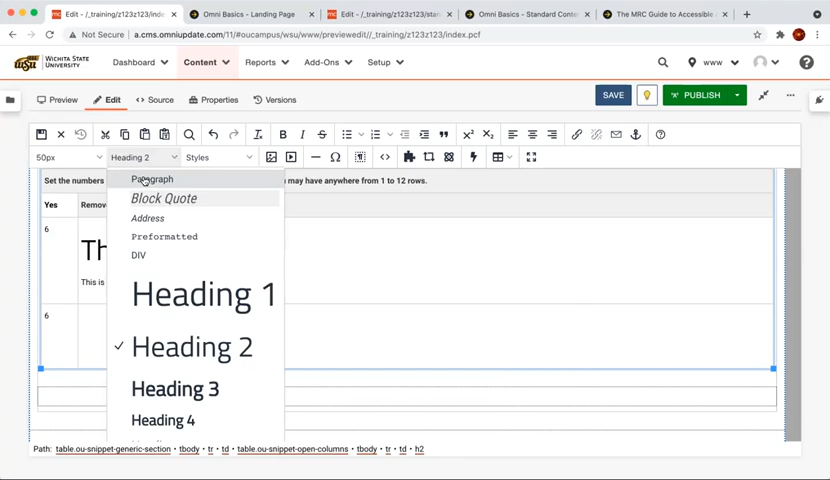 Edit - /_training/z123z123/inde
Omni Basics - Landing Page
Edit - /_training/z123z123/stan
Omni Basics - Standard Conte
The MRC Guide to Accessible
Not Secure
a.cms.omniupdate.com/11/#oucampus/wsu/www/previewedit//_training/z123z123/index.pcf
WICHITA STATE
UNIVERSITY
Dashboard
Content
Reports
Add-Ons
Setup
www
Preview
Edit
Source
Properties
Versions
SAVE
PUBLISH
50px
Heading 2
Styles
Set the numbers
may have anywhere from 1 to 12 rows.
Paragraph
Yes
Remov
Block Quote
Address
6
Preformatted
Th
DIV
This is
Heading 1
6
Heading 2
Heading 3
Heading 4
Path: table.ou-snippet-generic-section • tbody • tr • td • table.ou-snippet-open-columns • tbody • tr • td • h2